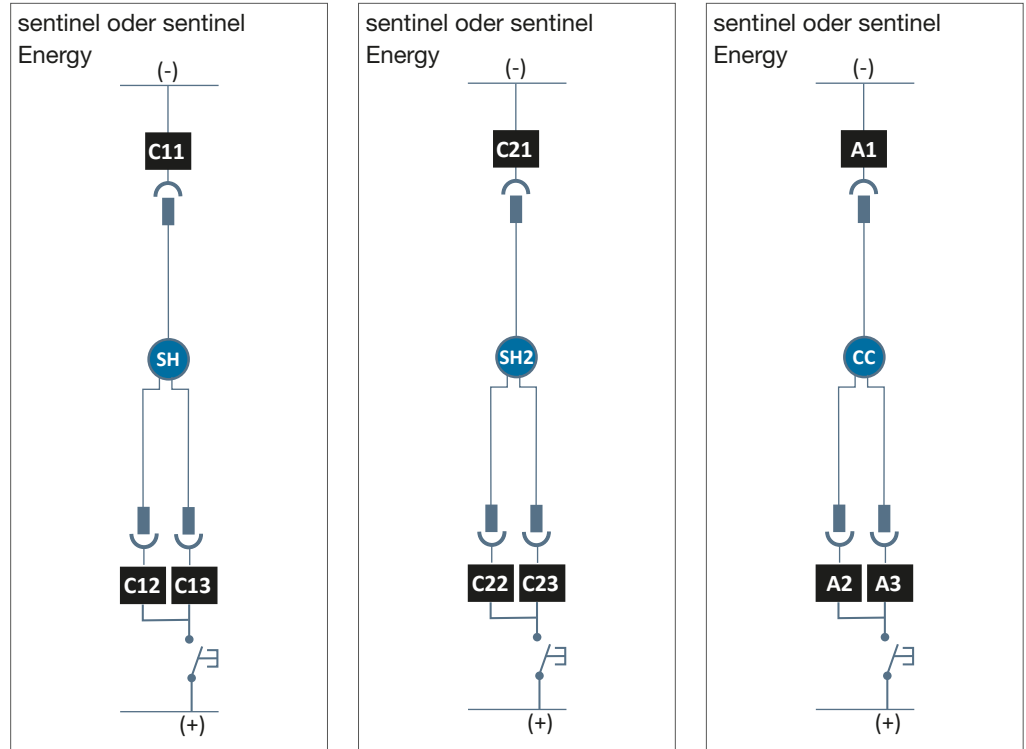 sentinel oder sentinel
Energy
(-)
C11
SH
C12 C13
(+)
sentinel oder sentinel
Energy
(-)
C21
SH2
C22 C23
(+)
sentinel oder sentinel
Energy
(-)
A1
CC
A2 A3
(+)